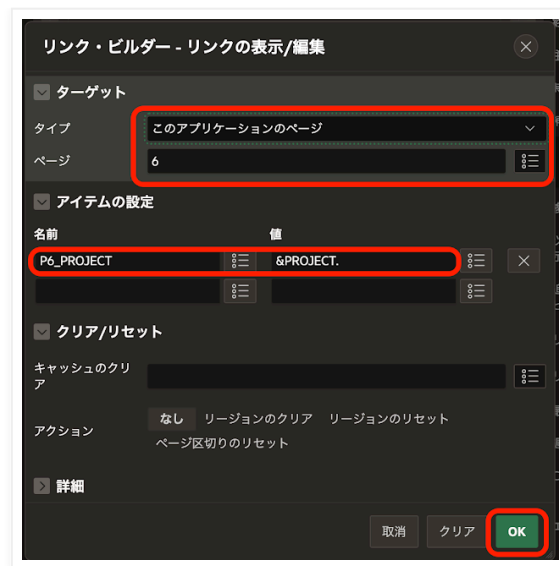 リンク・ビルダー - リンクの表示/編集
ターゲット
タイプ
このアプリケーションのページ
ページ
6
アイテムの設定
名前
値
P6_PROJECT
&PROJECT.
クリア/リセット
キャッシュのクリ
ア
アクション
なし リージョンのクリア リージョンのリセット
ページ区切りのリセット
詳細
取消 クリア OK